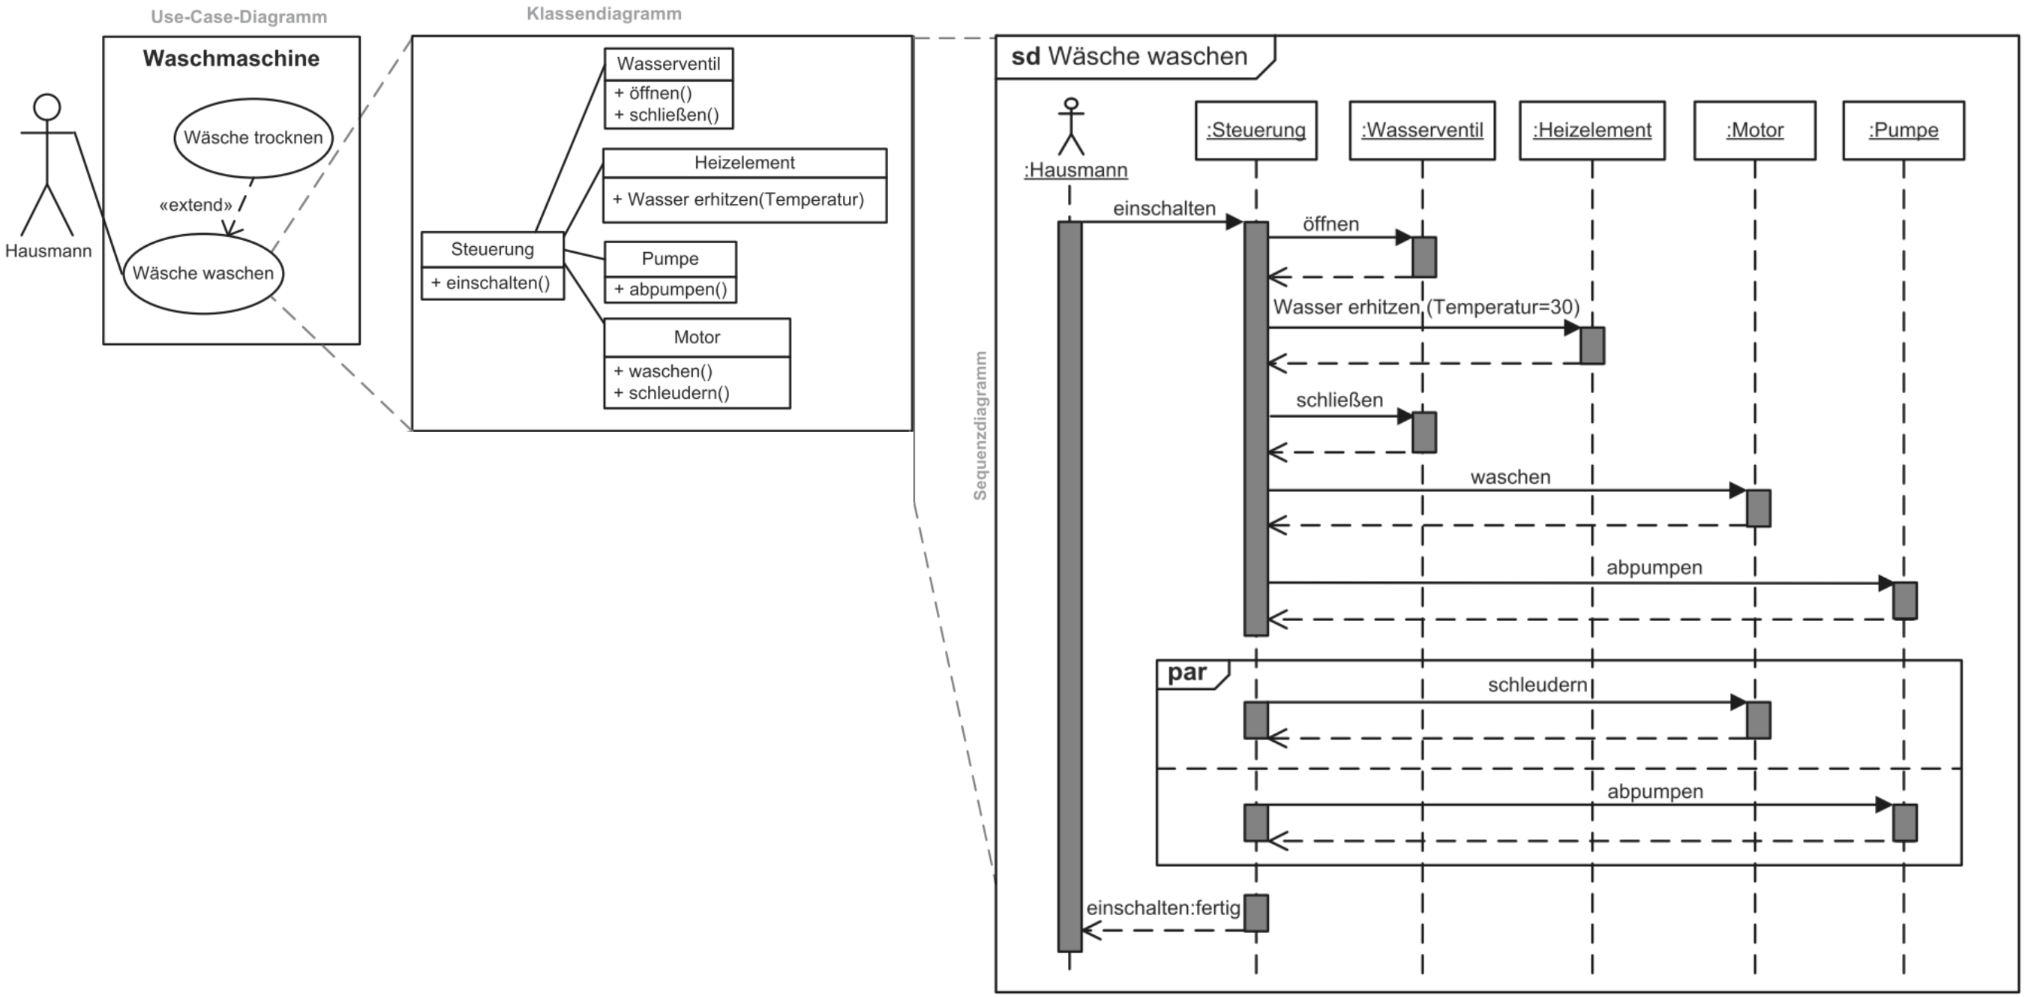 Use-Case-Diagramm
Waschmaschine
Wäsche trocknen
«extend»
Wäsche waschen
Hausmann
Klassendiagramm
Wasserventil
+ öffnen()
+ schließen()
Heizelement
+ Wasser erhitzen(Temperatur)
Steuerung
+ einschalten()
Pumpe
+ abpumpen()
Motor
+ waschen()
+ schleudern()
Sequenzdiagramm
sd Wäsche waschen
:Hausmann
:Steuerung
:Wasserventil
:Heizelement
:Motor
:Pumpe
einschalten
öffnen
Wasser erhitzen (Temperatur=30)
schließen
waschen
abpumpen
par
schleudern
abpumpen
einschalten:fertig